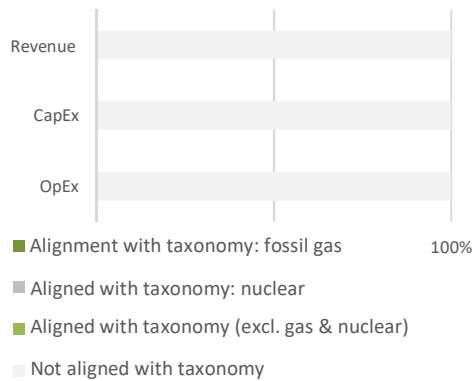 Revenue
CapEx
OpEx
Alignment with taxonomy: fossil gas
100%
Aligned with taxonomy: nuclear
Aligned with taxonomy (excl. gas & nuclear)
Not aligned with taxonomy